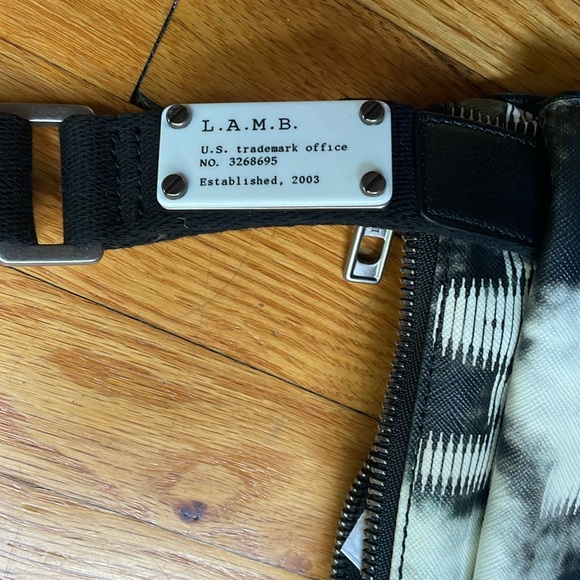 L.A.M.B.
U.S. trademark office
NO. 3268695
Established, 2003